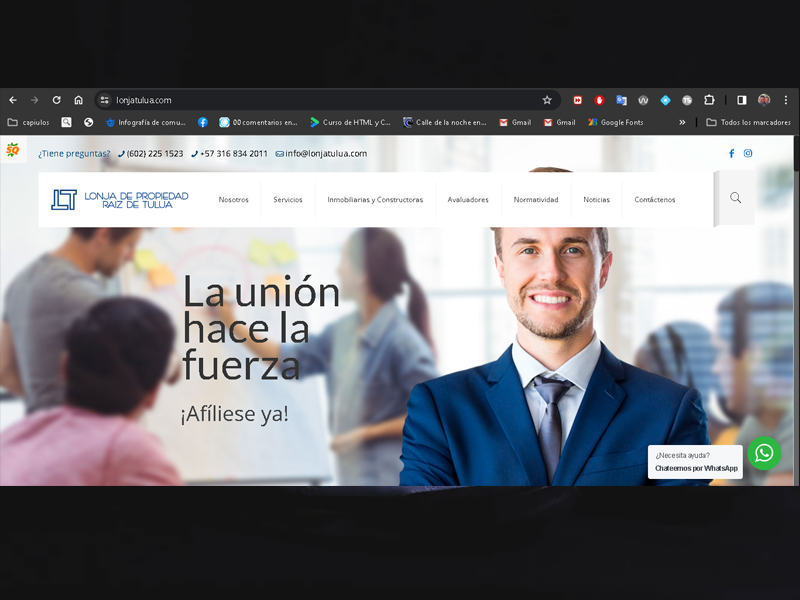 lonjatulua.com
capiulos
Infografía de comu...
00 comentarios en...
Curso de HTML y C...
Calle de la noche en...
Gmail
Gmail
Google Fonts
»
Todos los marcadores
SQ
¿Tiene preguntas? (602) 225 1523 +57 316 834 2011 info@lonjatulua.com
LT
LONJA DE PROPIEDAD
RAIZ DE TULUA
Nosotros
Servicios
Inmobiliarias y Constructoras
Avaluadores
Normatividad
Noticias
Contáctenos
La unión
hace la
fuerza
¡Afíliese ya!
¿Necesita ayuda?
Chateemos por WhatsApp